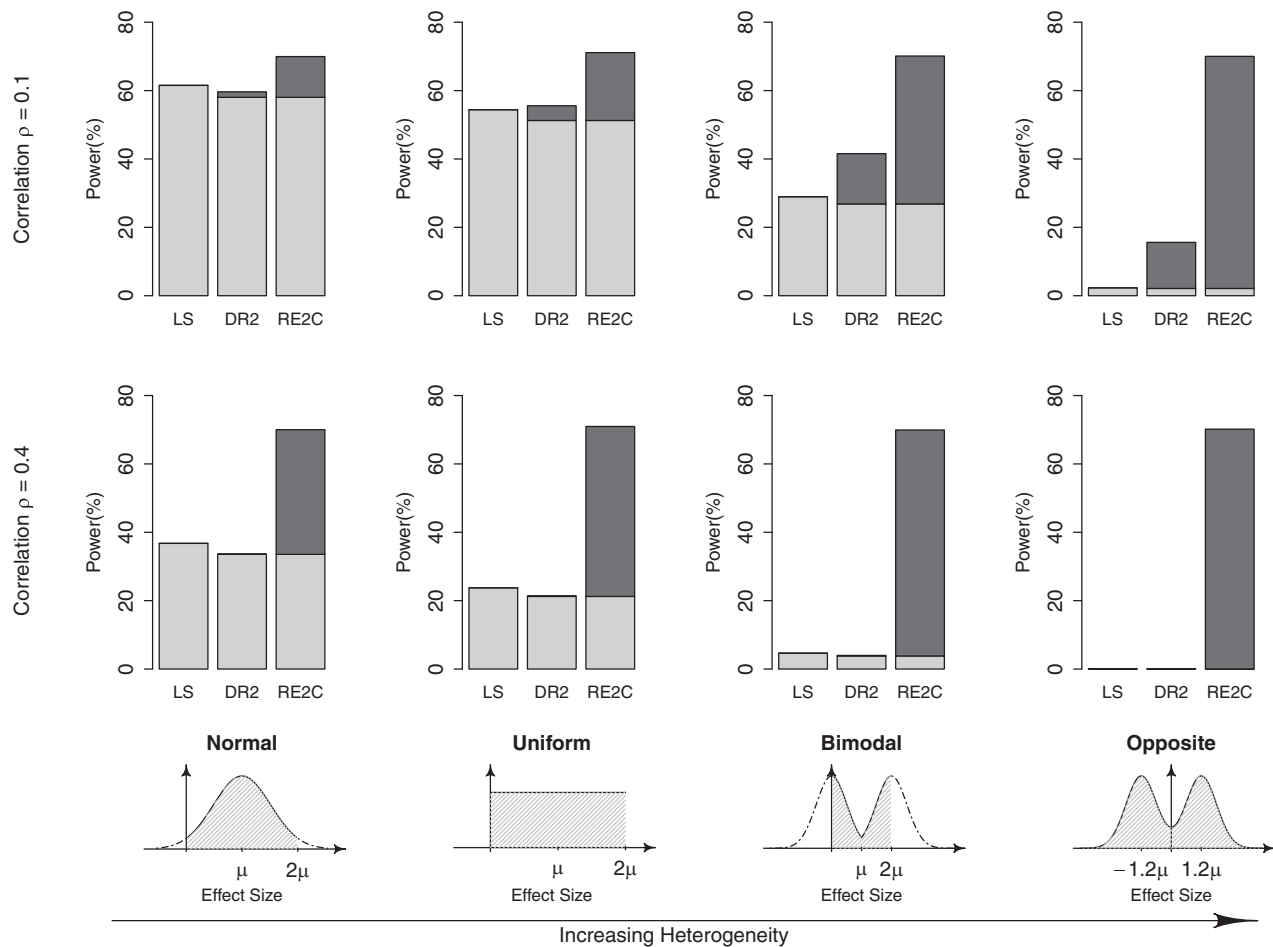 Correlation ρ = 0.1
Power(%)
0 20 40 60 80
LS DR2 RE2C
Power(%)
0 20 40 60 80
LS DR2 RE2C
Power(%)
0 20 40 60 80
LS DR2 RE2C
Power(%)
0 20 40 60 80
LS DR2 RE2C
Correlation ρ = 0.4
Power(%)
0 20 40 60 80
LS DR2 RE2C
Power(%)
0 20 40 60 80
LS DR2 RE2C
Power(%)
0 20 40 60 80
LS DR2 RE2C
Power(%)
0 20 40 60 80
LS DR2 RE2C
Normal
μ 2μ
Effect Size
Uniform
μ 2μ
Effect Size
Bimodal
μ 2μ
Effect Size
Opposite
−1.2μ 1.2μ
Effect Size
Increasing Heterogeneity